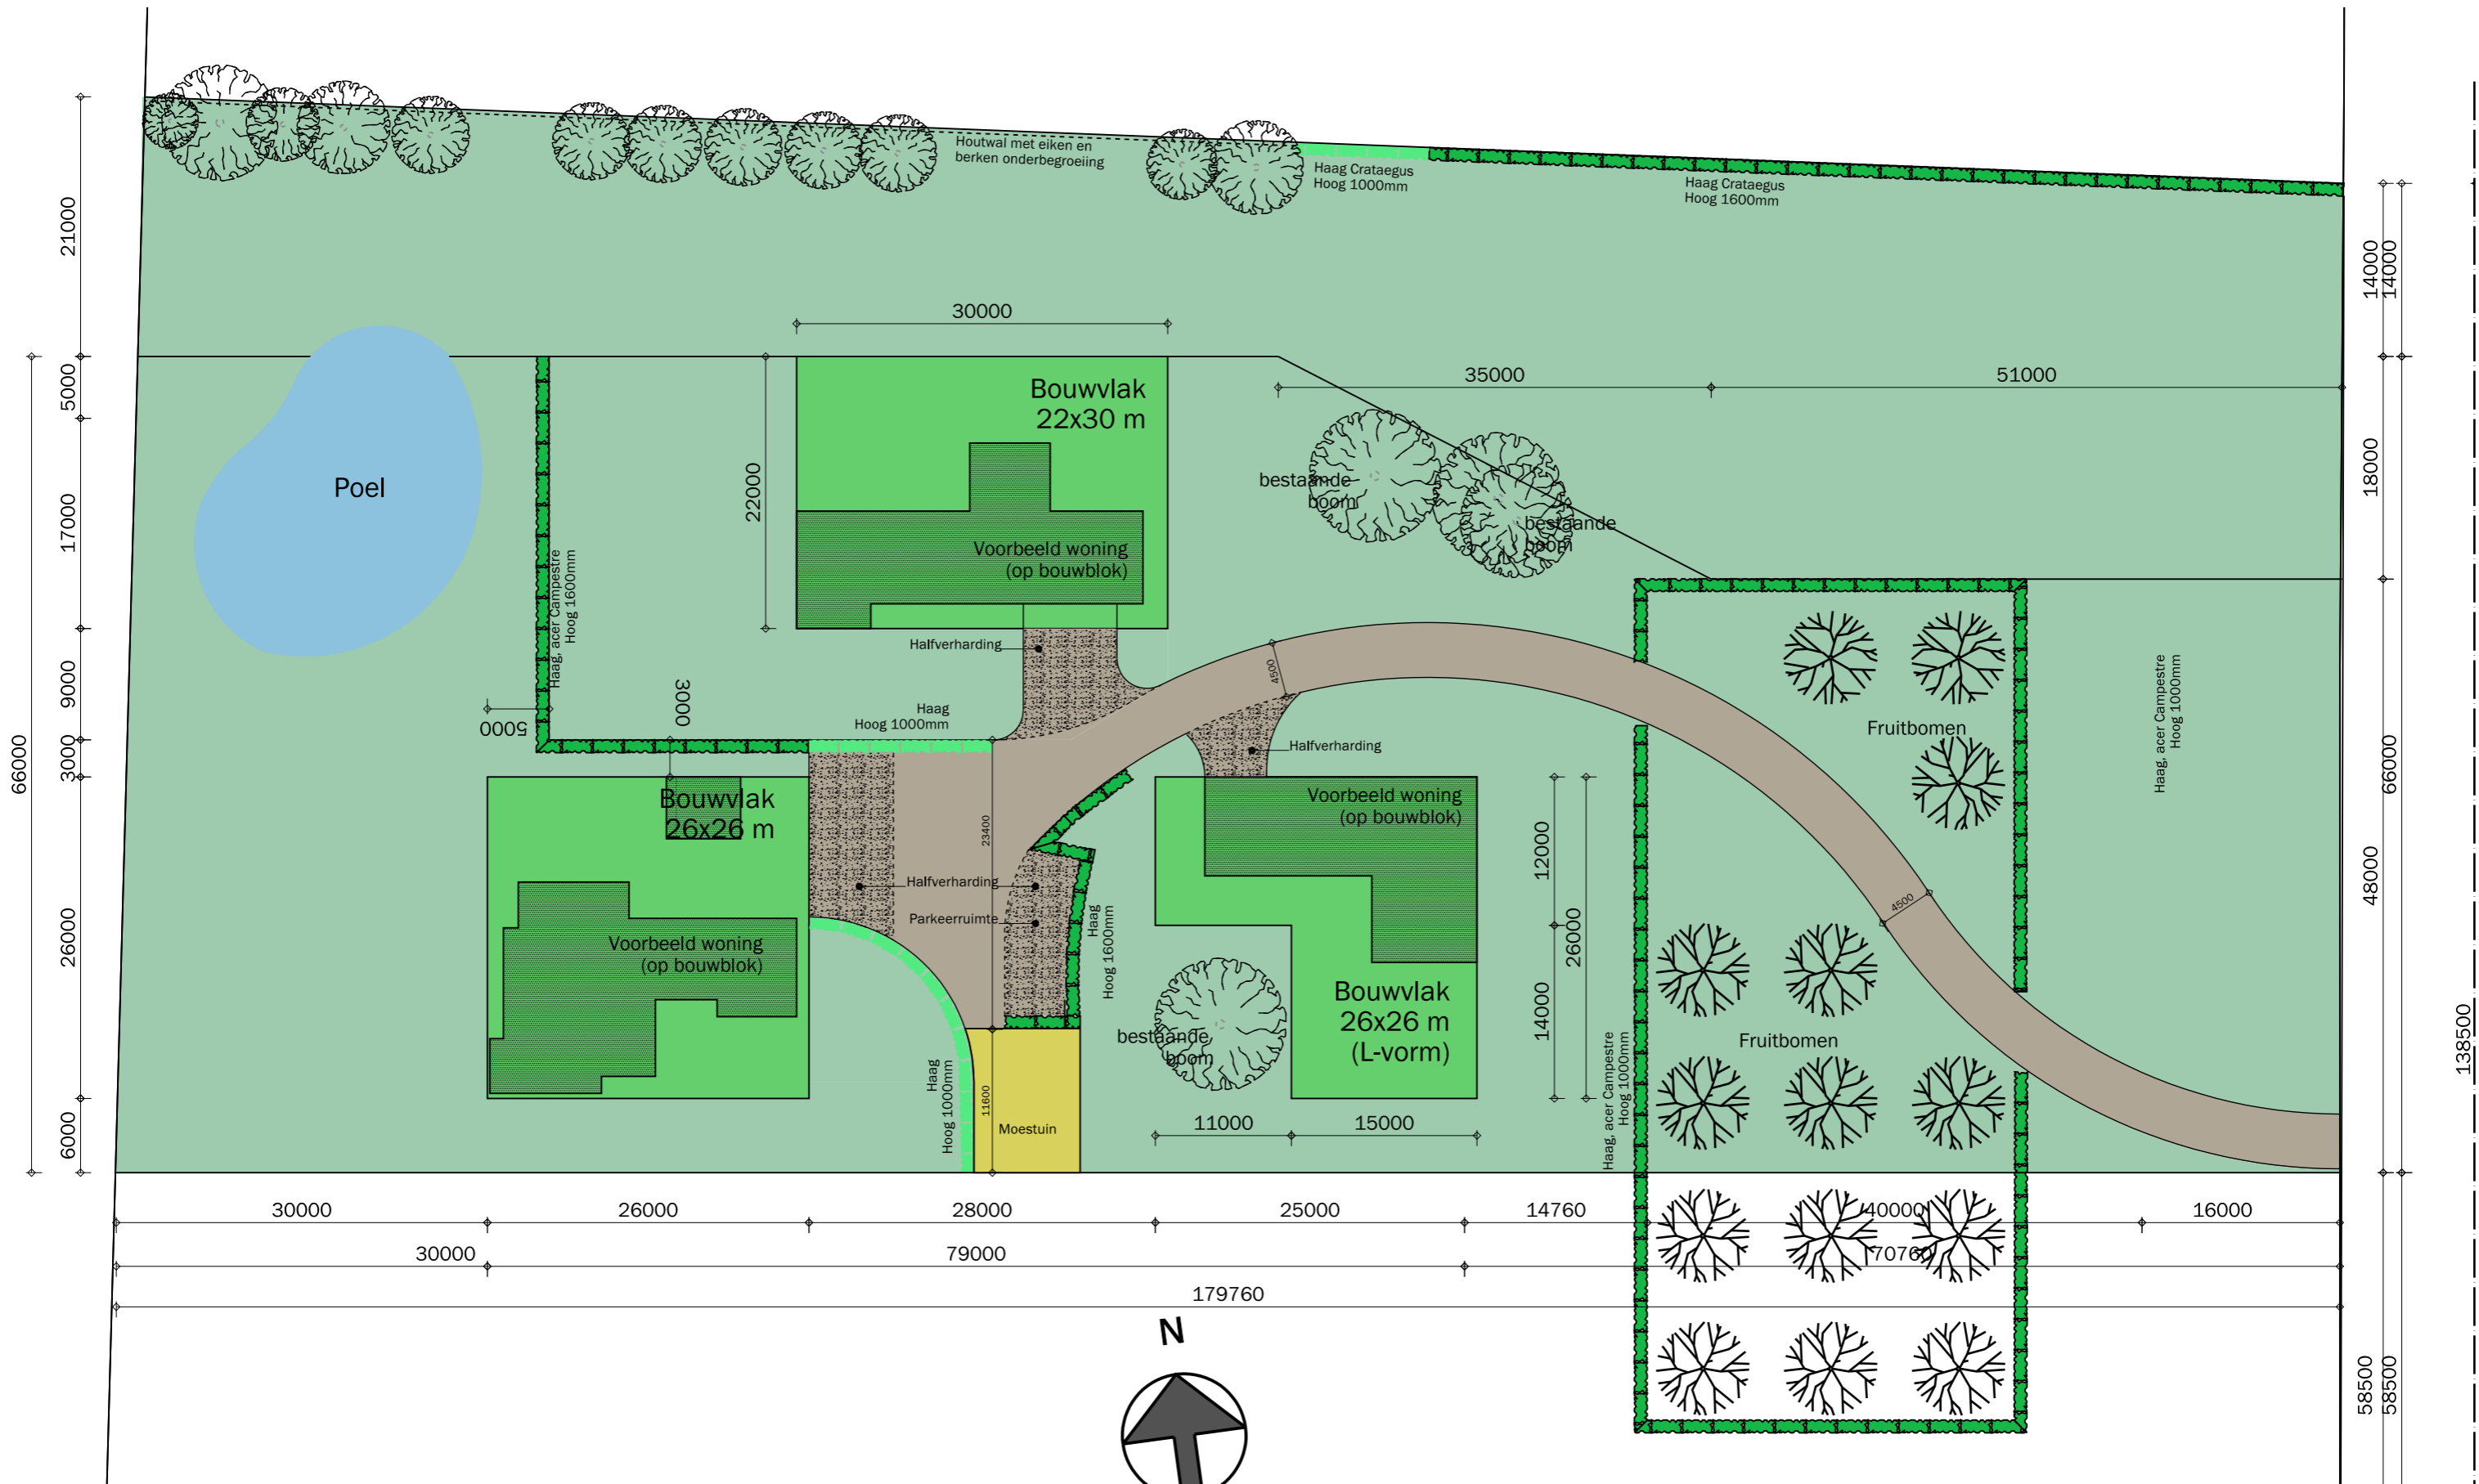 Houtwal met eiken en
berken onderbegroeiing
Haag Crataegus
Hoog 1000mm
Haag Crataegus
Hoog 1600mm
21000
14000
14000
30000
35000
51000
5000
Bouwvlak
22x30 m
22000
18000
Poel
17000
bestaande
boom
bestaande
boom
Voorbeeld woning
(op bouwblok)
Haag, acer Campestre
Hoog 1600mm
Halfverharding
4500
9000
3000
5000
Haag
Hoog 1000mm
Halfverharding
Fruitbomen
Haag, acer Campestre
Hoog 1000mm
66000
3000
66000
Bouwvlak
26x26 m
Voorbeeld woning
(op bouwblok)
23400
12000
Halfverharding
Parkeerruimte
Haag
Hoog 1600mm
26000
48000
4500
26000
Voorbeeld woning
(op bouwblok)
Bouwvlak
26x26 m
(L-vorm)
14000
bestaande
boom
Fruitbomen
138500
Haag
Hoog 1000mm
11600
Moestuin
Haag, acer Campestre
Hoog 1000mm
6000
11000
15000
30000
26000
28000
25000
14760
40000
16000
30000
79000
70760
179760
N
58500
58500